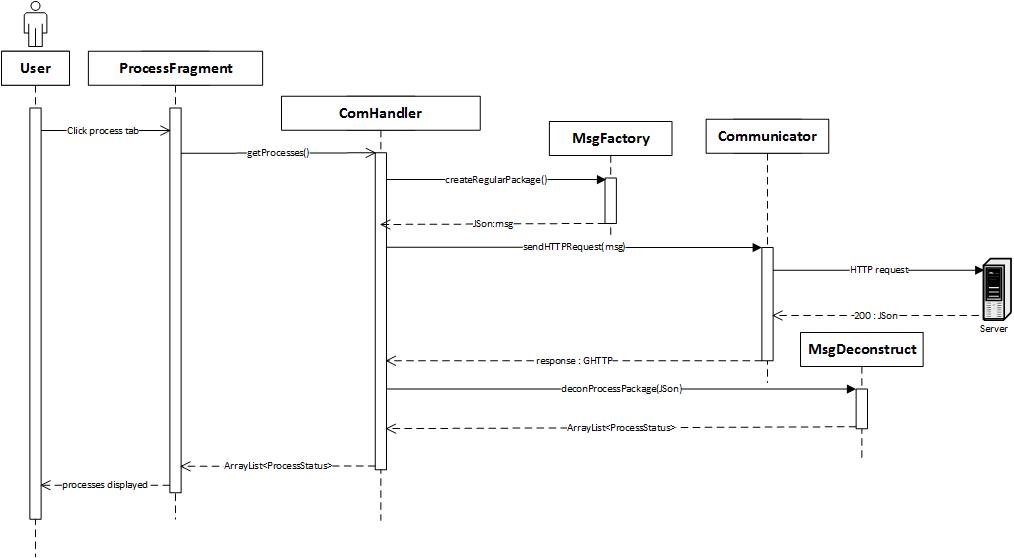 User
ProcessFragment
ComHandler
MsgFactory
Communicator
Click process tab
getProcesses()
createRegularPackage()
JSon:msg
sendHTTPRequest(msg)
HTTP request
200 : JSon
Server
MsgDeconstruct
response : GHTTP
deconProcessPackage(JSon)
ArrayList<ProcessStatus>
ArrayList<ProcessStatus>
processes displayed